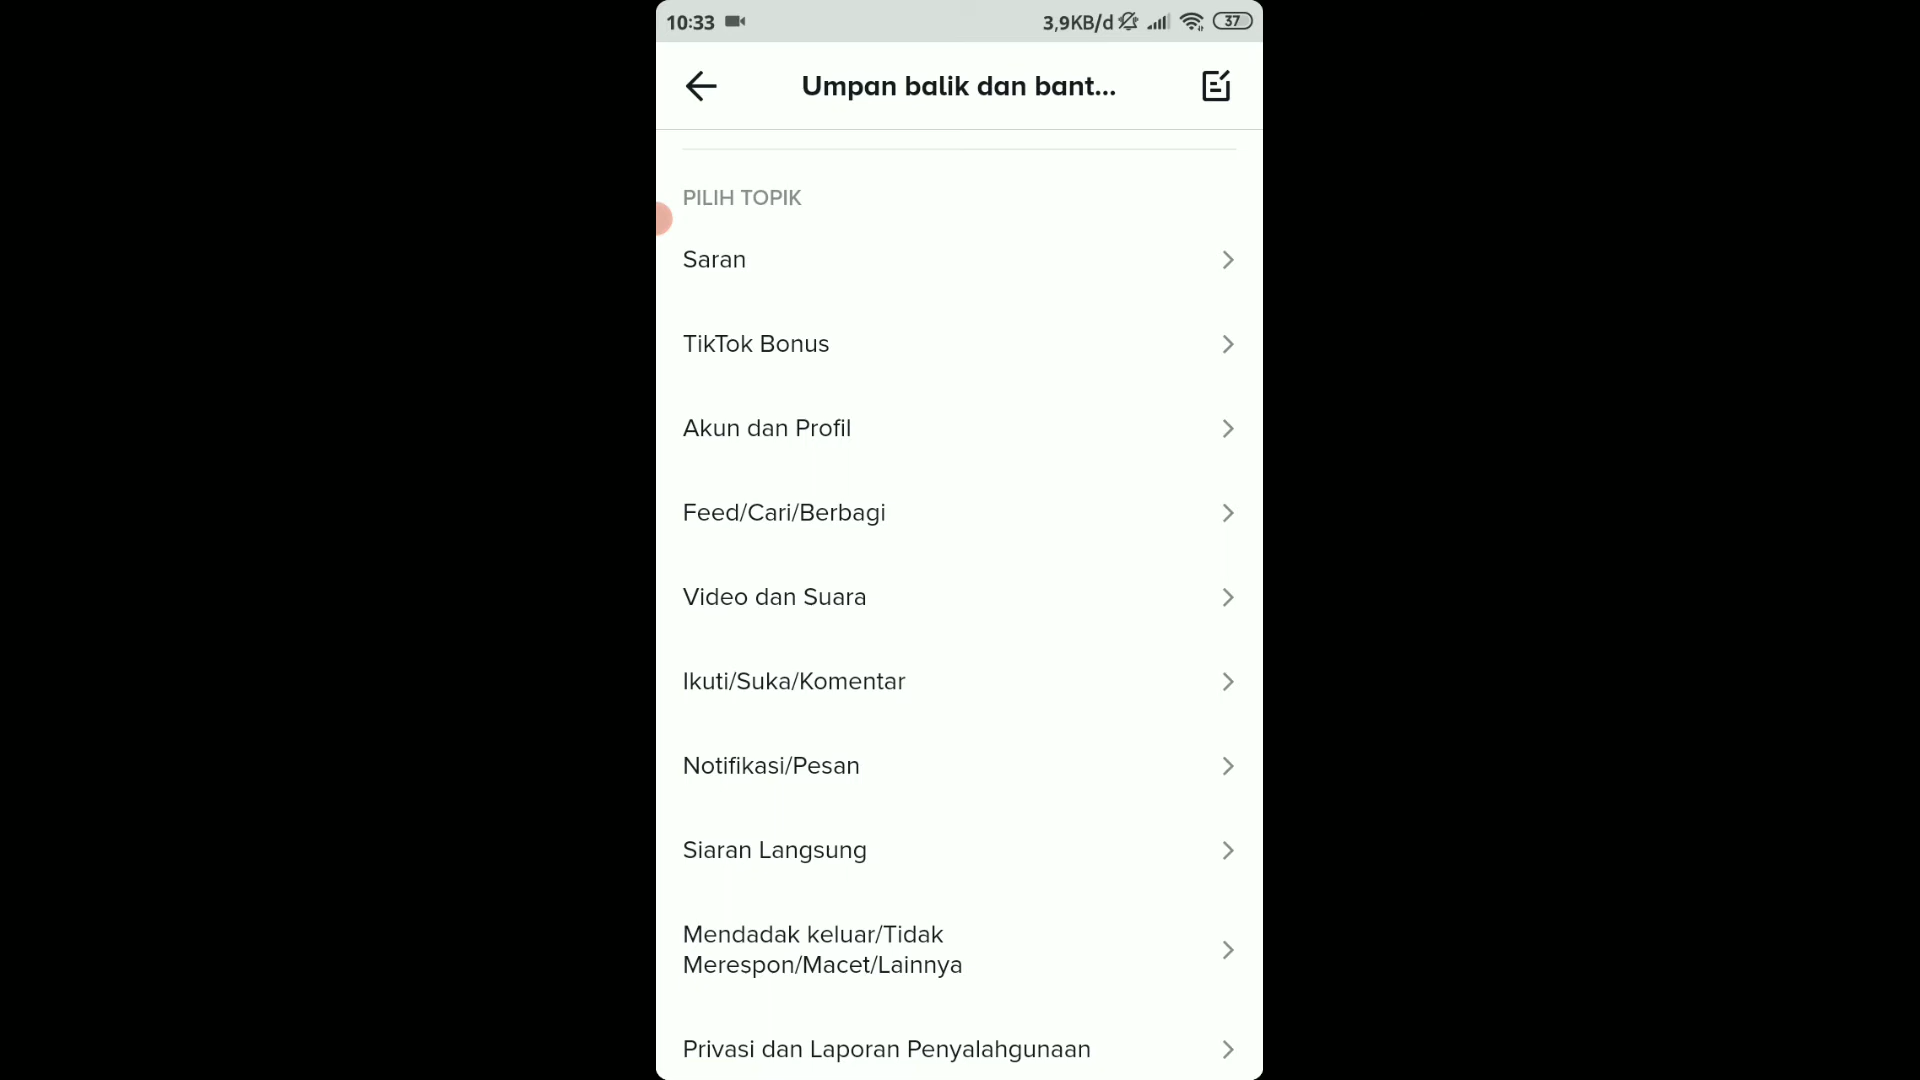 10:33
3,9KB/d
37
Umpan balik dan bant...
PILIH TOPIK
Saran
TikTok Bonus
Akun dan Profil
Feed/Cari/Berbagi
Video dan Suara
Ikuti/Suka/Komentar
Notifikasi/Pesan
Siaran Langsung
Mendadak keluar/Tidak
Merespon/Macet/Lainnya
Privasi dan Laporan Penyalahgunaan